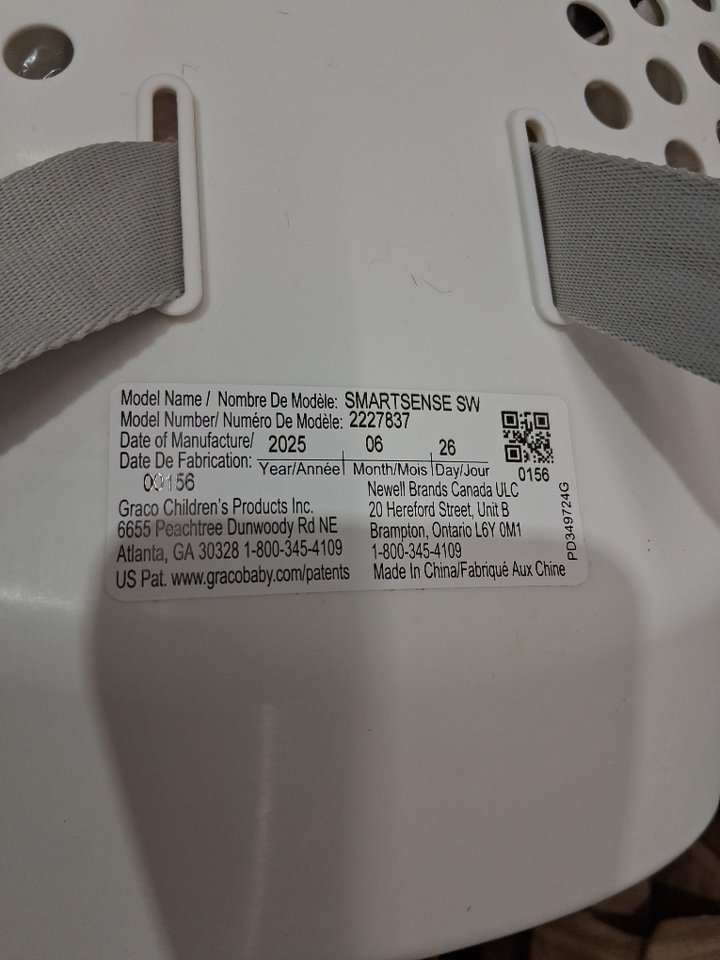 Model Name / Nombre De Modèle: SMARTSENSE SW
Model Number/ Numéro De Modèle: 2227837
Date of Manufacture/ 2025 06 26
Date De Fabrication: Year/Année Month/Mois Day/Jour
00156
0156
Graco Children's Products Inc.
6655 Peachtree Dunwoody Rd NE
Atlanta, GA 30328 1-800-345-4109
US Pat. www.gracobaby.com/patents
Newell Brands Canada ULC
20 Hereford Street, Unit B
Brampton, Ontario L6Y 0M1
1-800-345-4109
Made In China/Fabriqué Aux Chine
PD349724G